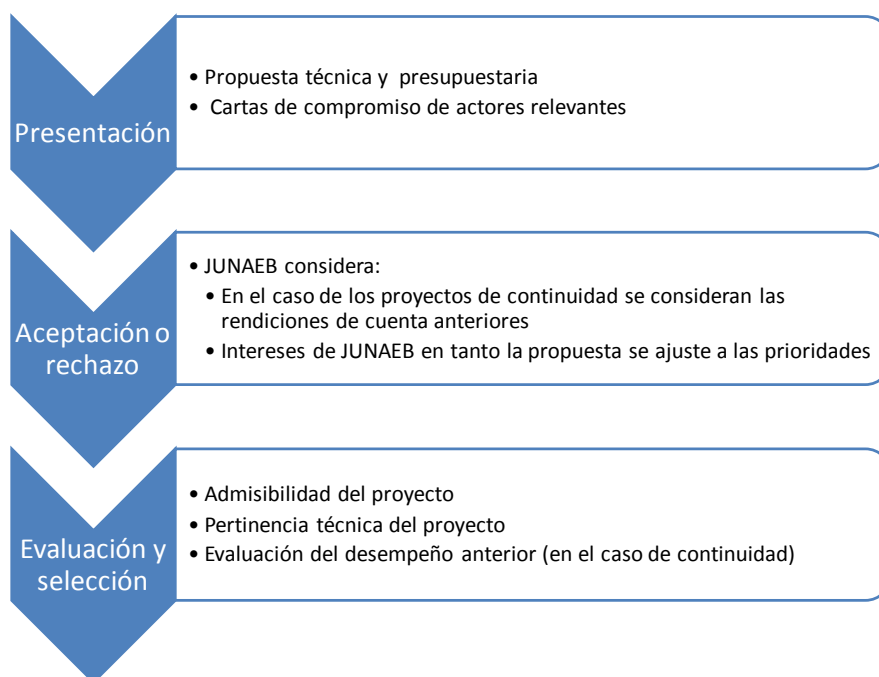 Presentación
• Propuesta técnica y presupuestaria
• Cartas de compromiso de actores relevantes
Aceptación o
rechazo
• JUNAEB considera:
• En el caso de los proyectos de continuidad se consideran las
rendiciones de cuenta anteriores
• Intereses de JUNAEB en tanto la propuesta se ajuste a las prioridades
Evaluación y
selección
• Admisibilidad del proyecto
• Pertinencia técnica del proyecto
• Evaluación del desempeño anterior (en el caso de continuidad)